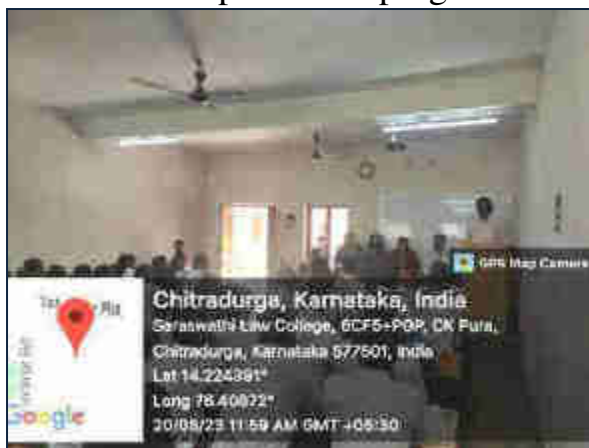 GPS Map Camera
Chitradurga, Karnataka, India
Saraswathi Law College, 6CF5+PGP, CK Pura,
Chitradurga, Karnataka 577501, India
Lat 14.224391°
Long 76.40872°
20/05/23 11:59 AM GMT +05:30
Google